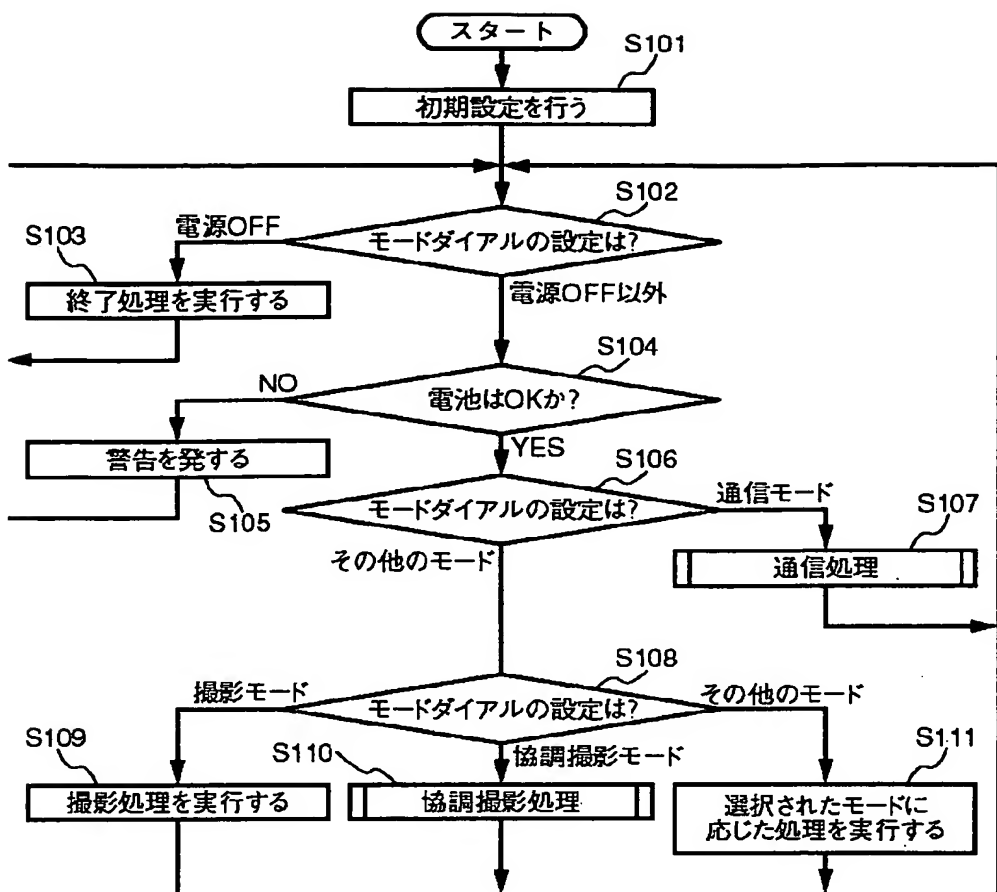 スタート
S101
初期設定を行う
S102
電源OFF
モードダイアルの設定は?
S103
終了処理を実行する
電源OFF以外
S104
NO
電池はOKか?
YES
警告を発する
S105
S106
モードダイアルの設定は?
通信モード
S107
その他のモード
通信処理
S108
撮影モード
モードダイアルの設定は?
その他のモード
S109
S110
協調撮影モード
S111
撮影処理を実行する
協調撮影処理
選択されたモードに
応じた処理を実行する